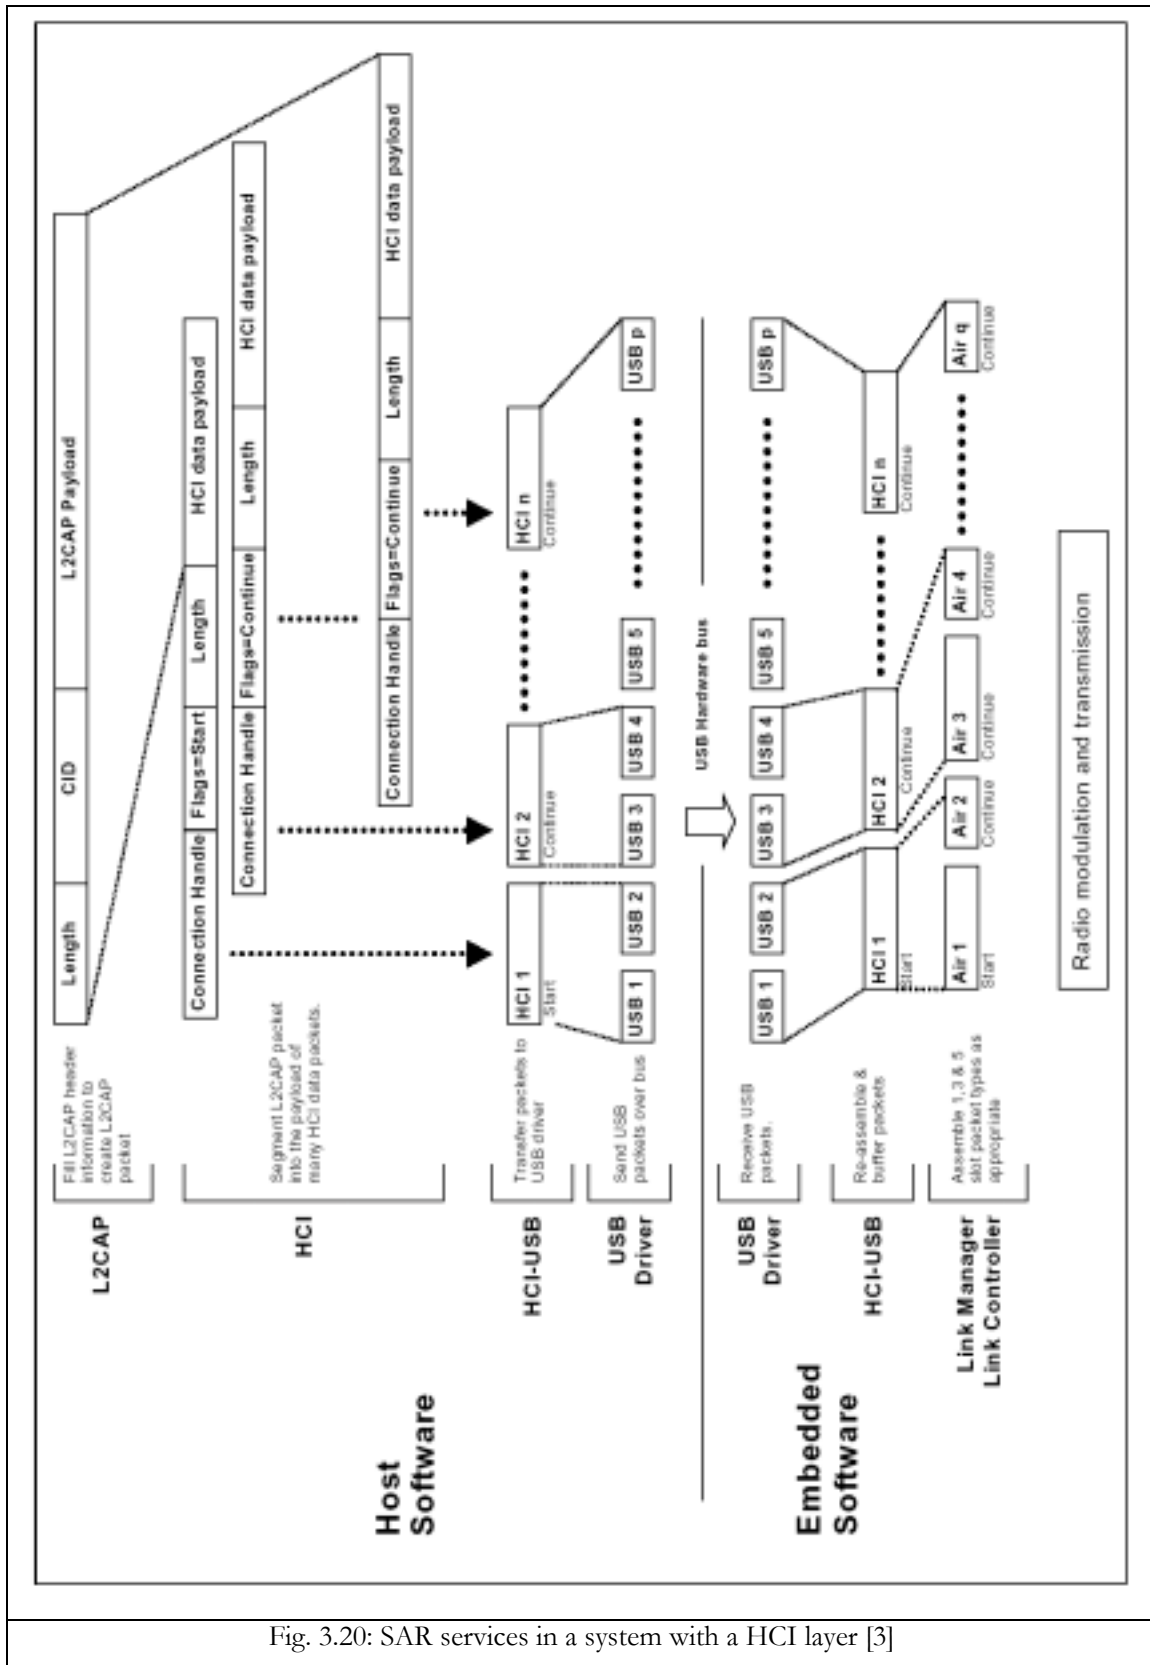 L2CAP
Fill L2CAP header
information to
create L2CAP
packet
Length CID L2CAP Payload
HCI
Segment L2CAP packet
into the payload of
many HCI data packets.
Connection Handle Flags=Start Length HCI data payload
Connection Handle Flags=Continue Length HCI data payload
Connection Handle Flags=Continue Length HCI data payload
Host
Software
HCI-USB
Transfer packets to
USB driver
HCI 1 HCI 2 HCI n
Start Continue Continue
USB
Driver
Send USB
packets over bus
USB 1 USB 2 USB 3 USB 4 USB 5 USB p
USB Hardware bus
USB
Driver
Receive USB
packets.
USB 1 USB 2 USB 3 USB 4 USB 5 USB p
Embedded
Software
HCI-USB
Re-assemble &
buffer packets
HCI 1 HCI 2 HCI n
Start Continue Continue
Link Manager
Link Controller
Assemble 1,3 & 5
slot packet types as
appropriate
Air 1 Air 2 Air 3 Air 4 Air q
Start Continue Continue Continue Continue
Radio modulation and transmission
Fig. 3.20: SAR services in a system with a HCI layer [3]